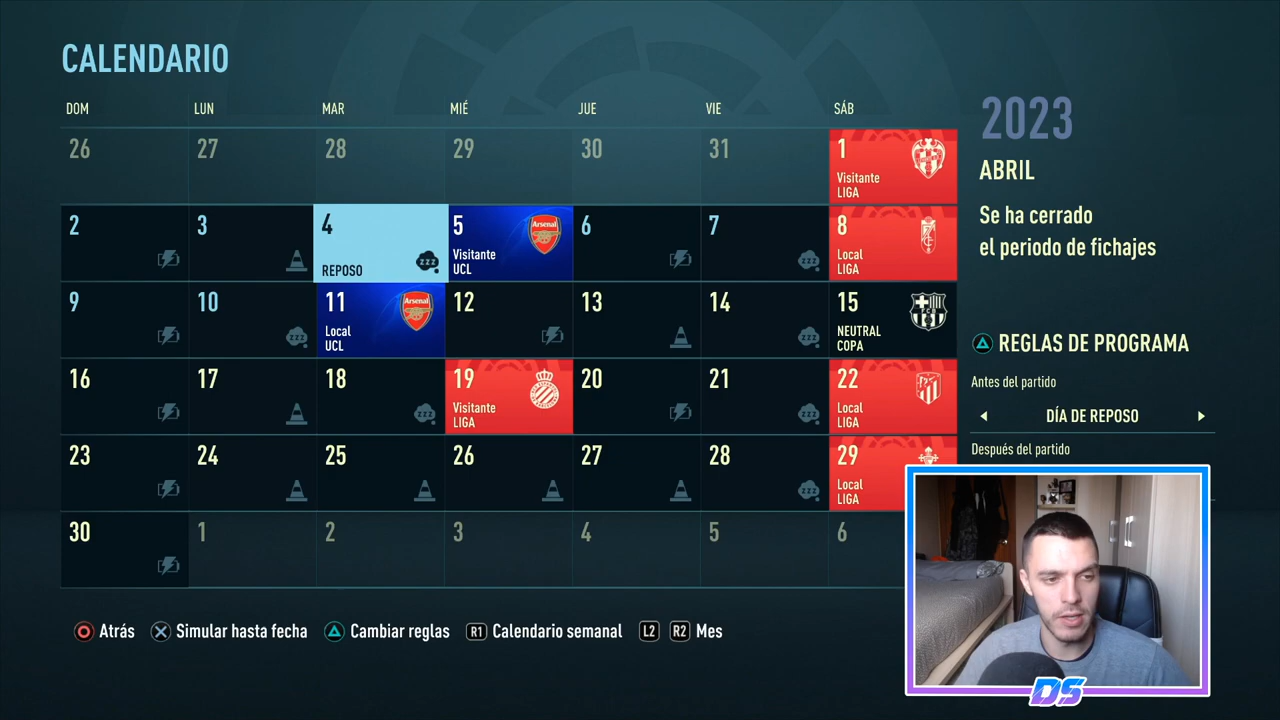 CALENDARIO
DOM LUN MAR MIÉ JUE VIE SÁB
26 27 28 29 30 31 1
Visitante
LIGA
2 3 4 5 6 7 8
REPOSO
Visitante
UCL
Arsenal
Local
LIGA
9 10 11 12 13 14 15
Local
UCL
Arsenal
NEUTRAL
COPA
FCB
16 17 18 19 20 21 22
Visitante
LIGA
Local
LIGA
23 24 25 26 27 28 29
Local
LIGA
30 1 2 3 4 5 6
2023
ABRIL
Se ha cerrado
el periodo de fichajes
REGLAS DE PROGRAMA
Antes del partido
DÍA DE REPOSO
Después del partido
Atrás Simular hasta fecha Cambiar reglas R1 Calendario semanal L2 R2 Mes
DS